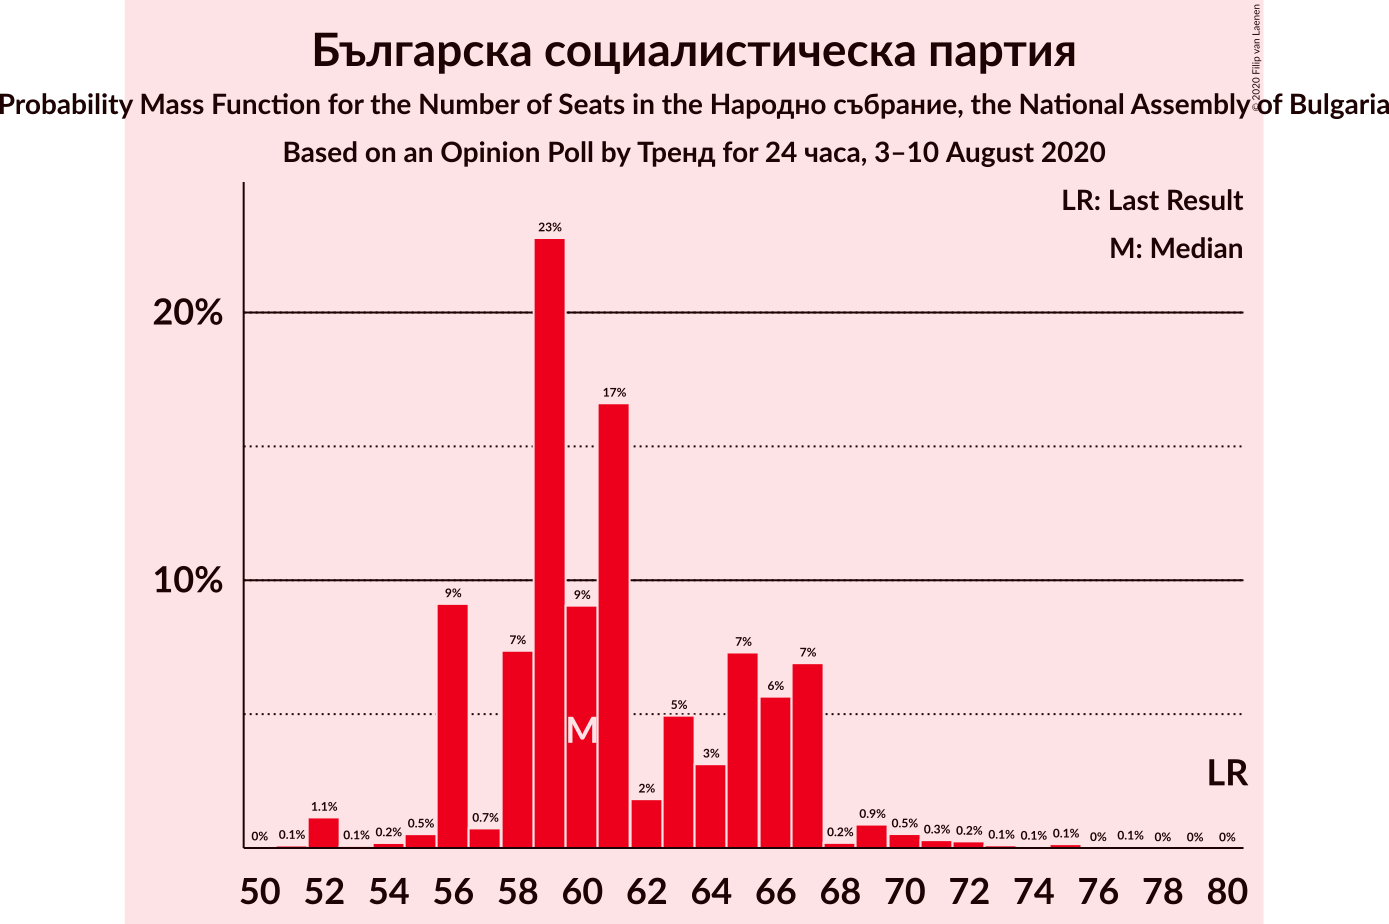 Българска социалистическа партия
Probability Mass Function for the Number of Seats in the Народно събрание, the National Assembly of Bulgaria
Based on an Opinion Poll by Тренд for 24 часа, 3–10 August 2020
© 2020 Filip van Laenen
LR: Last Result
M: Median
20%
10%
0% 0.1% 1.1% 0.1% 0.2% 0.5% 9% 0.7% 7% 23% 9% 17% 2% 5% 3% 7% 6% 7% 0.2% 0.9% 0.5% 0.3% 0.2% 0.1% 0.1% 0.1% 0% 0.1% 0% 0% 0%
M
LR
50 52 54 56 58 60 62 64 66 68 70 72 74 76 78 80